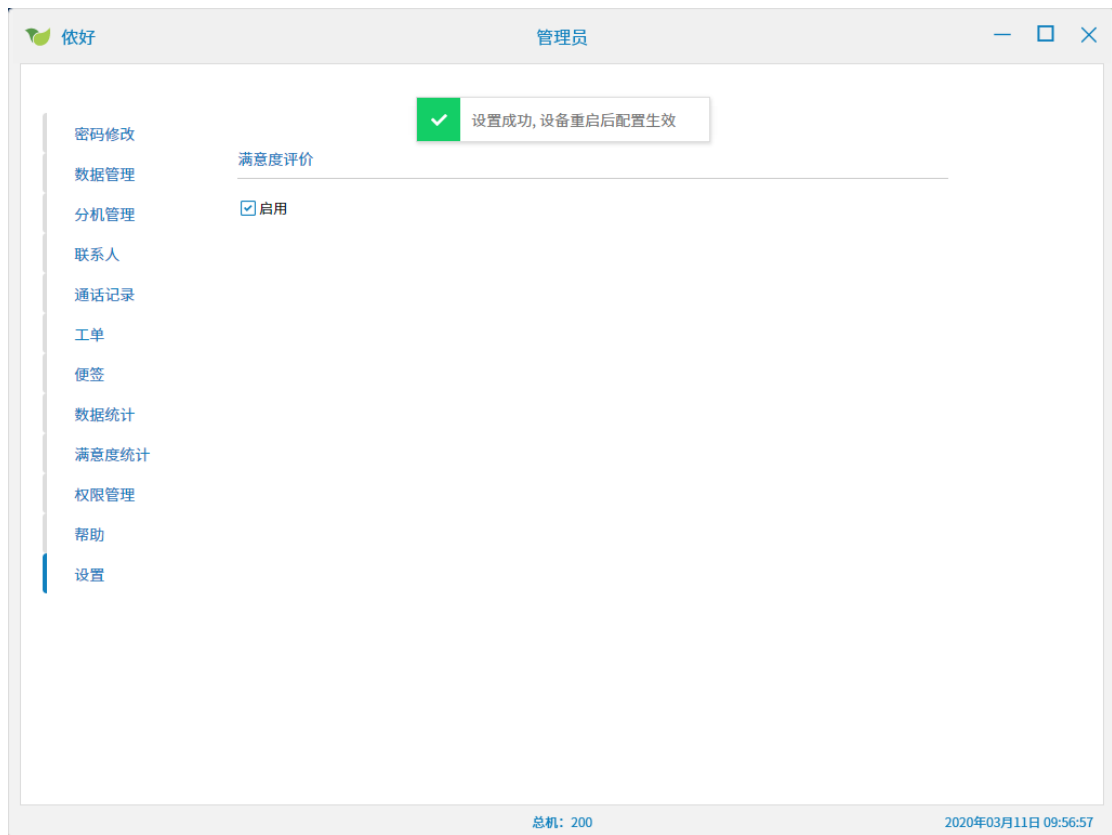 侬好
管理员
设置成功, 设备重启后配置生效
密码修改
数据管理
分机管理
联系人
通话记录
工单
便签
数据统计
满意度统计
权限管理
帮助
设置
满意度评价
启用
总机：200
2020年03月11日 09:56:57